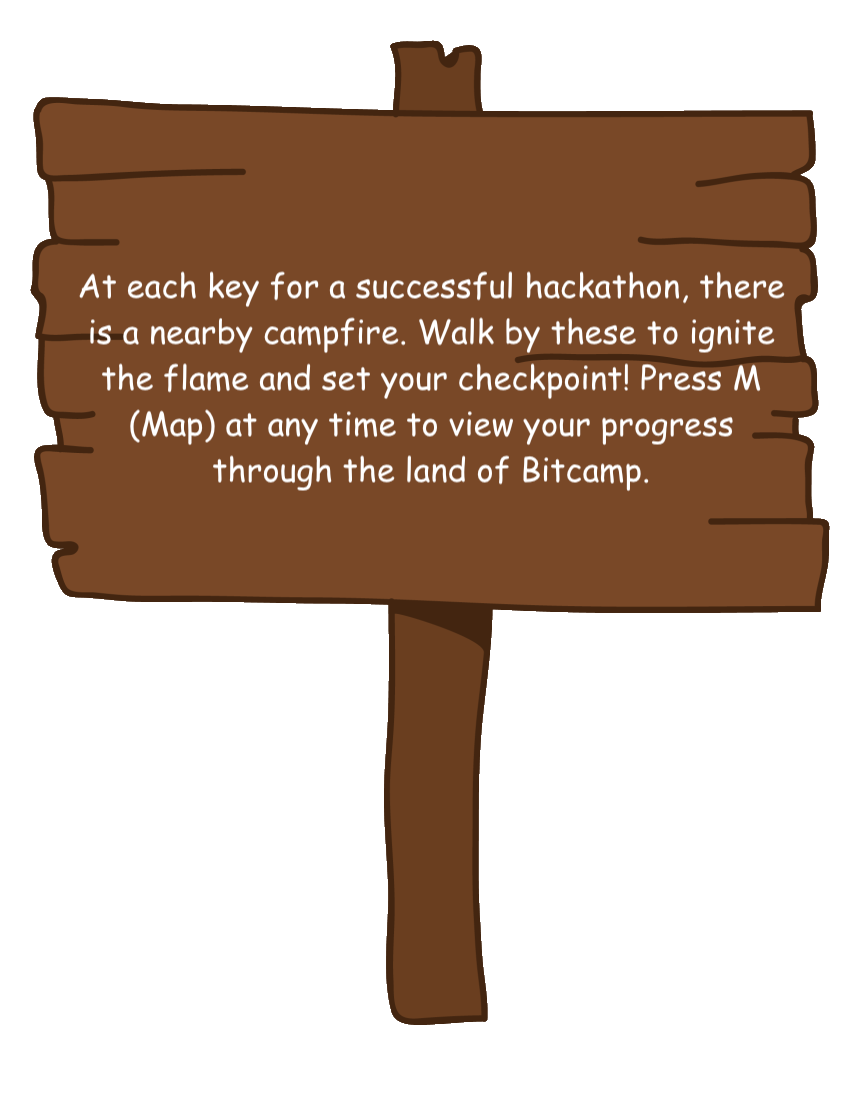 At each key for a successful hackathon, there
is a nearby campfire. Walk by these to ignite
the flame and set your checkpoint! Press M
(Map) at any time to view your progress
through the land of Bitcamp.